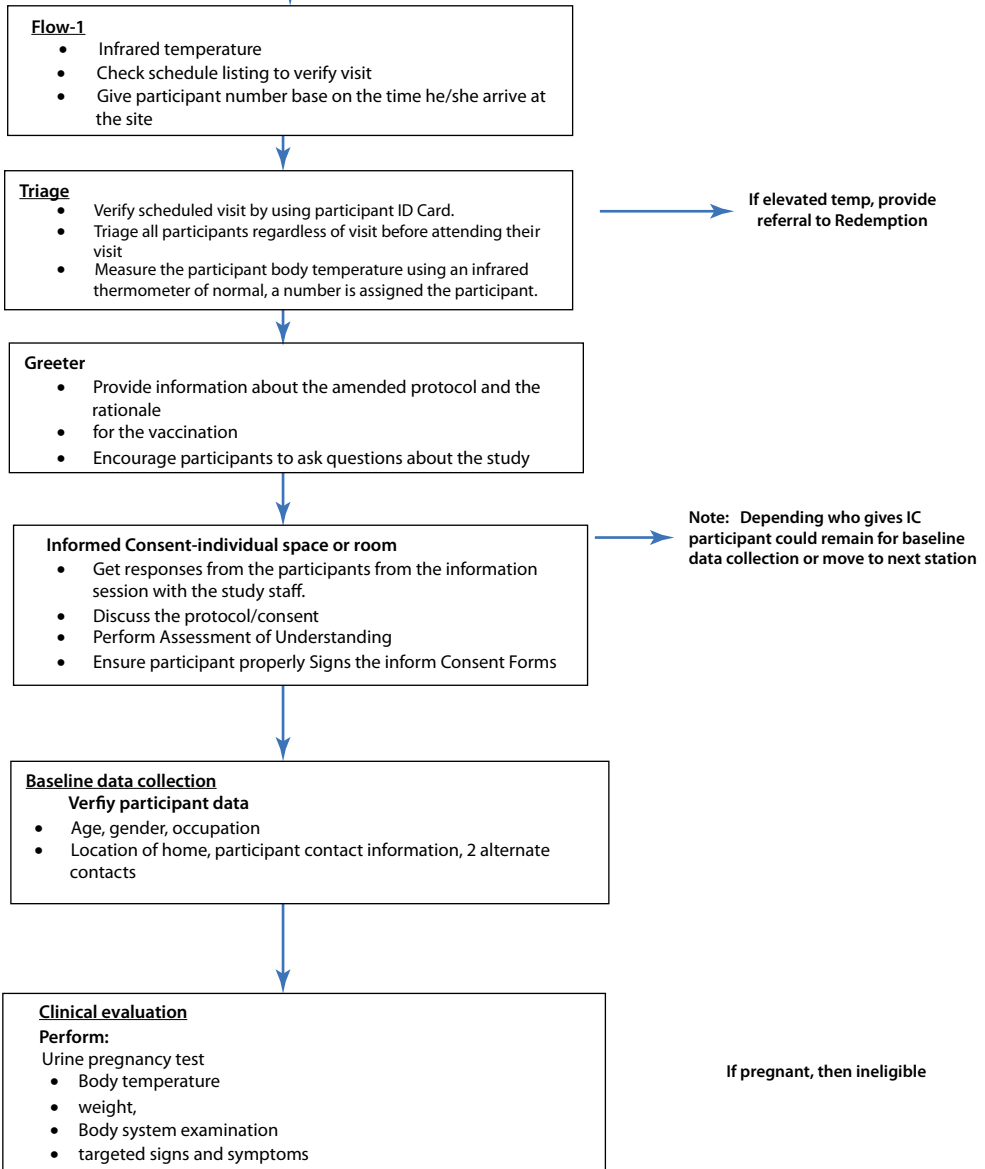 Flow-1
• Infrared temperature
• Check schedule listing to verify visit
• Give participant number base on the time he/she arrive at
the site
Triage
• Verify scheduled visit by using participant ID Card.
• Triage all participants regardless of visit before attending their
visit
• Measure the participant body temperature using an infrared
thermometer of normal, a number is assigned the participant.
If elevated temp, provide
referral to Redemption
Greeter
• Provide information about the amended protocol and the
rationale
• for the vaccination
• Encourage participants to ask questions about the study
Informed Consent-individual space or room
• Get responses from the participants from the information
session with the study staff.
• Discuss the protocol/consent
• Perform Assessment of Understanding
• Ensure participant properly Signs the inform Consent Forms
Note: Depending who gives IC
participant could remain for baseline
data collection or move to next station
Baseline data collection
Verfiy participant data
• Age, gender, occupation
• Location of home, participant contact information, 2 alternate
contacts
Clinical evaluation
Perform:
Urine pregnancy test
• Body temperature
• weight,
• Body system examination
• targeted signs and symptoms
If pregnant, then ineligible